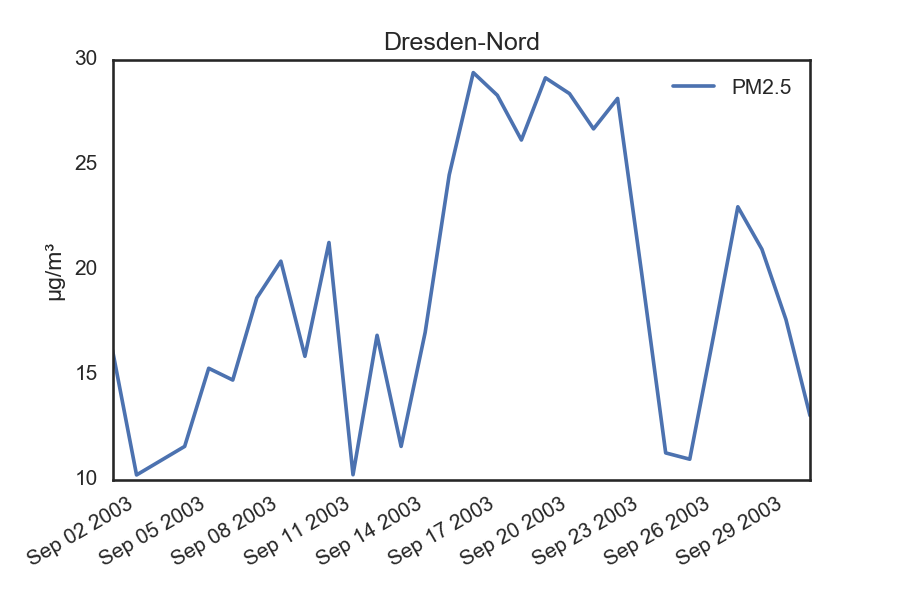 Dresden-Nord
PM2.5
µg/m³
30
25
20
15
10
Sep 02 2003
Sep 05 2003
Sep 08 2003
Sep 11 2003
Sep 14 2003
Sep 17 2003
Sep 20 2003
Sep 23 2003
Sep 26 2003
Sep 29 2003